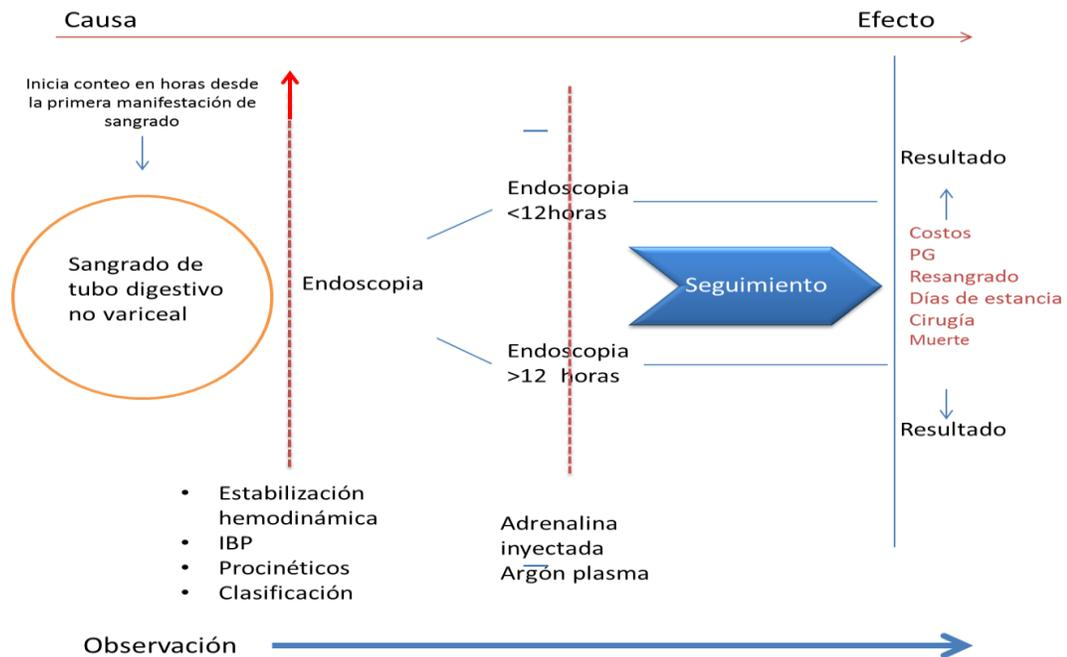 Causa
Efecto
Inicia conteo en horas desde
la primera manifestación de
sangrado
Sangrado de
tubo digestivo
no variceal
Endoscopia
Endoscopia
<12horas
Endoscopia
>12 horas
Seguimiento
Resultado
Costos
PG
Resangrado
Días de estancia
Cirugía
Muerte
Resultado
• Estabilización
hemodinámica
• IBP
• Procinéticos
• Clasificación
Adrenalina
inyectada
Argón plasma
Observación